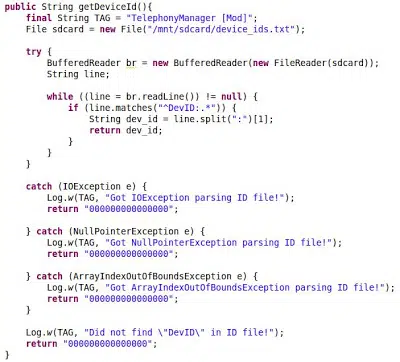 public String getDeviceId(){
final String TAG = "TelephonyManager [Mod]";
File sdcard = new File("/mnt/sdcard/device_ids.txt");
try {
BufferedReader br = new BufferedReader(new FileReader(sdcard));
String line;
while ((line = br.readLine()) != null) {
if (line.matches("^DevID:.*")) {
String dev_id = line.split(":")[1];
return dev_id;
}
}
}
catch (IOException e) {
Log.w(TAG, "Got IOException parsing ID file!");
return "000000000000000";
} catch (NullPointerException e) {
Log.w(TAG, "Got NullPointerException parsing ID file!");
return "000000000000000";
} catch (ArrayIndexOutOfBoundsException e) {
Log.w(TAG, "Got ArrayIndexOutOfBoundsException parsing ID file!");
return "000000000000000";
}
Log.w(TAG, "Did not find \"DevID\" in ID file!");
return "000000000000000";
}